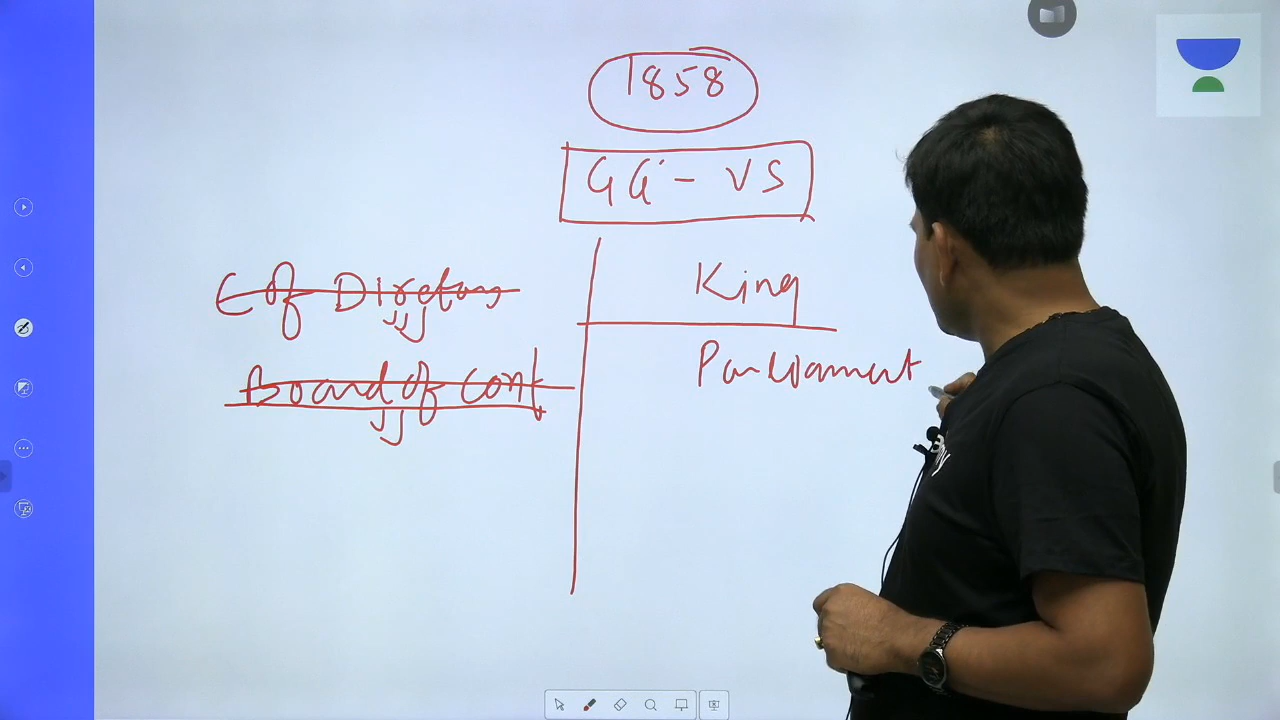 1858
GG - VS
C of Directors
King
Board of Cont
Parliament